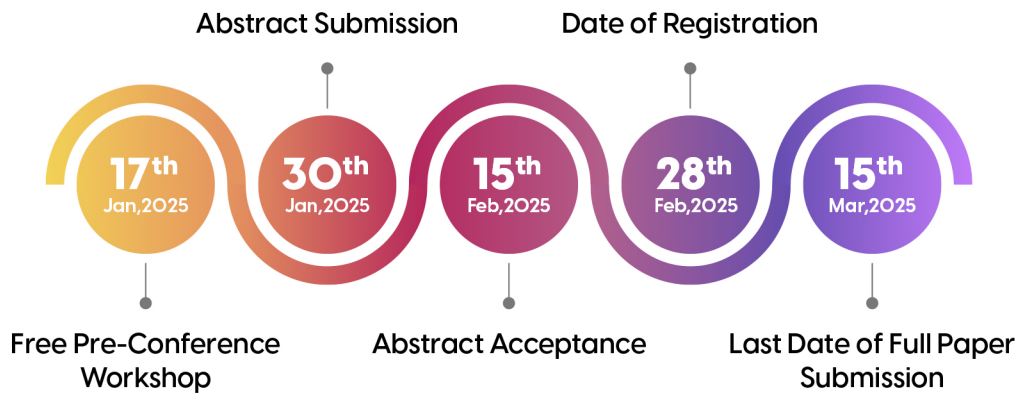 Abstract Submission
Date of Registration
17th
Jan,2025
30th
Jan,2025
15th
Feb,2025
28th
Feb,2025
15th
Mar,2025
Free Pre-Conference
Workshop
Abstract Acceptance
Last Date of Full Paper
Submission